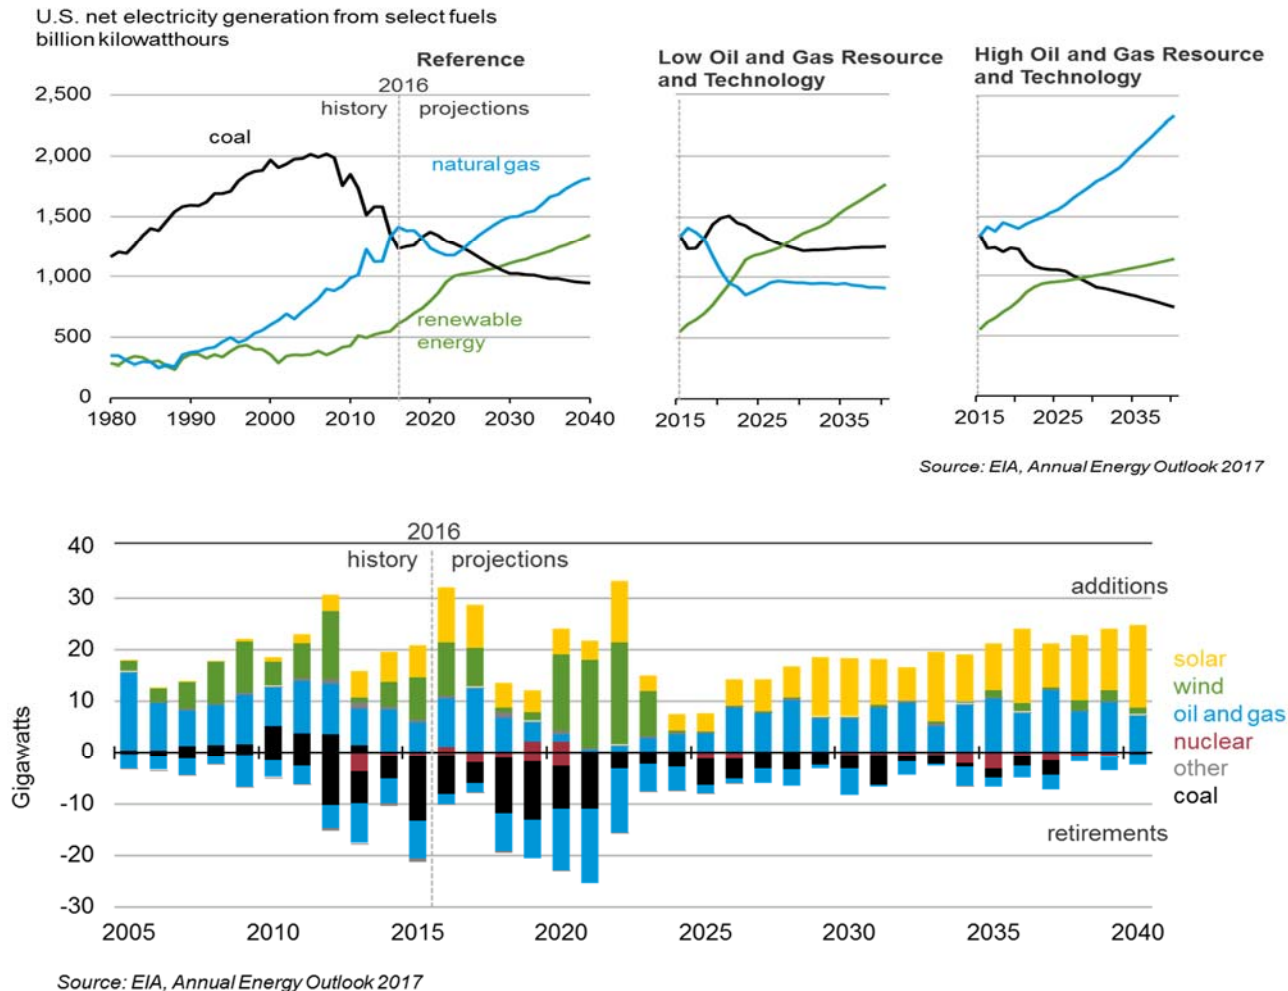 U.S. net electricity generation from select fuels
billion kilowatthours
Reference
2016
history projections
Low Oil and Gas Resource
and Technology
High Oil and Gas Resource
and Technology
2,500
2,000
1,500
1,000
500
0
coal
natural gas
renewable
energy
1980 1990 2000 2010 2020 2030 2040
2015 2025 2035
2015 2025 2035
Source: EIA, Annual Energy Outlook 2017
2016
history projections
additions
retirements
40
30
20
10
0
-10
-20
-30
Gigawatts
solar
wind
oil and gas
nuclear
other
coal
2005 2010 2015 2020 2025 2030 2035 2040
Source: EIA, Annual Energy Outlook 2017